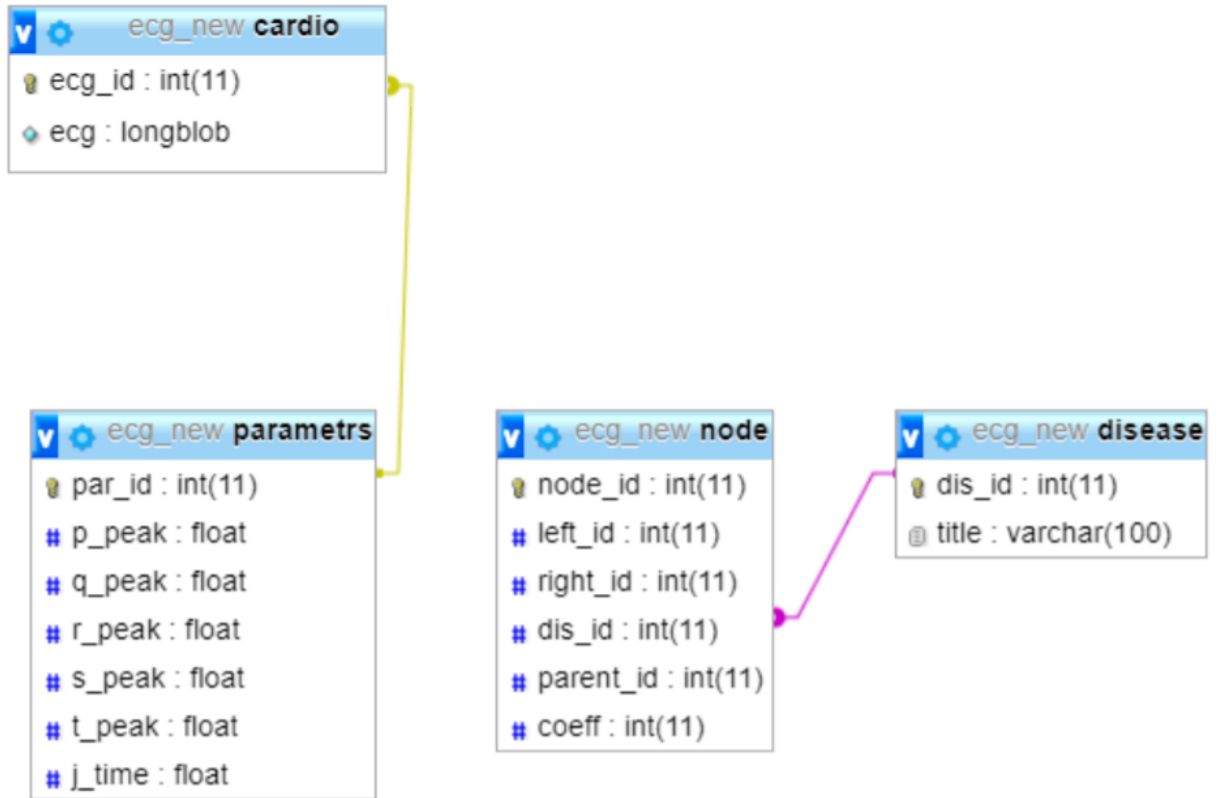 ecg_new cardio
ecg_id : int(11)
ecg : longblob
ecg_new parametrs
par_id : int(11)
p_peak : float
q_peak : float
r_peak : float
s_peak : float
t_peak : float
j_time : float
ecg_new node
node_id : int(11)
left_id : int(11)
right_id : int(11)
dis_id : int(11)
parent_id : int(11)
coeff : int(11)
ecg_new disease
dis_id : int(11)
title : varchar(100)